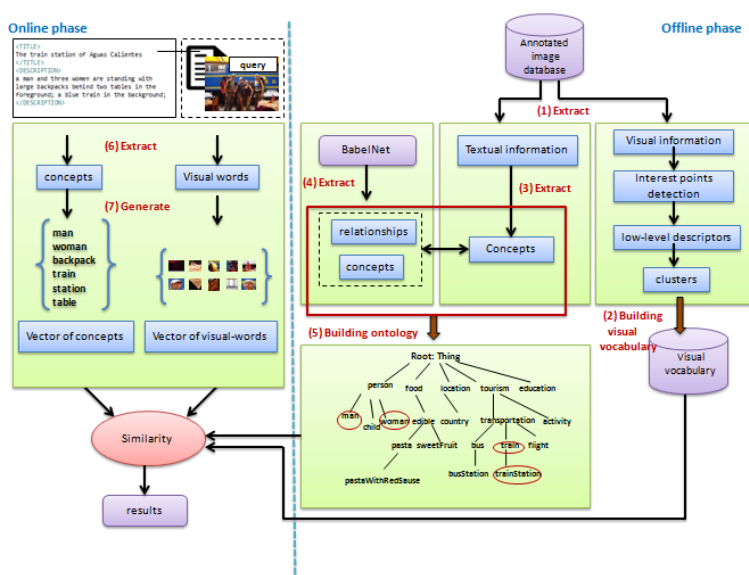 Online phase
Offline phase
<TITLE>
The train station of Aguas Calientes
</TITLE>
<DESCRIPTION>
a man and three women are standing with
large backpacks behind two tables in the
foreground; a blue train in the background;
</DESCRIPTION>
query
(6) Extract
concepts
Visual words
(7) Generate
man
woman
backpack
train
station
table
Vector of concepts
Vector of visual-words
Similarity
results
Annotated
image
database
(1) Extract
BabelNet
Textual information
Visual information
(4) Extract
(3) Extract
Interest points
detection
relationships
concepts
Concepts
low-level descriptors
clusters
(5) Building ontology
(2) Building
visual
vocabulary
Visual
vocabulary
Root: Thing
person food location tourism education
man child woman edible country transportation activity
pasta sweetFruit bus train flight
busStation trainStation
pastaWithRedSause